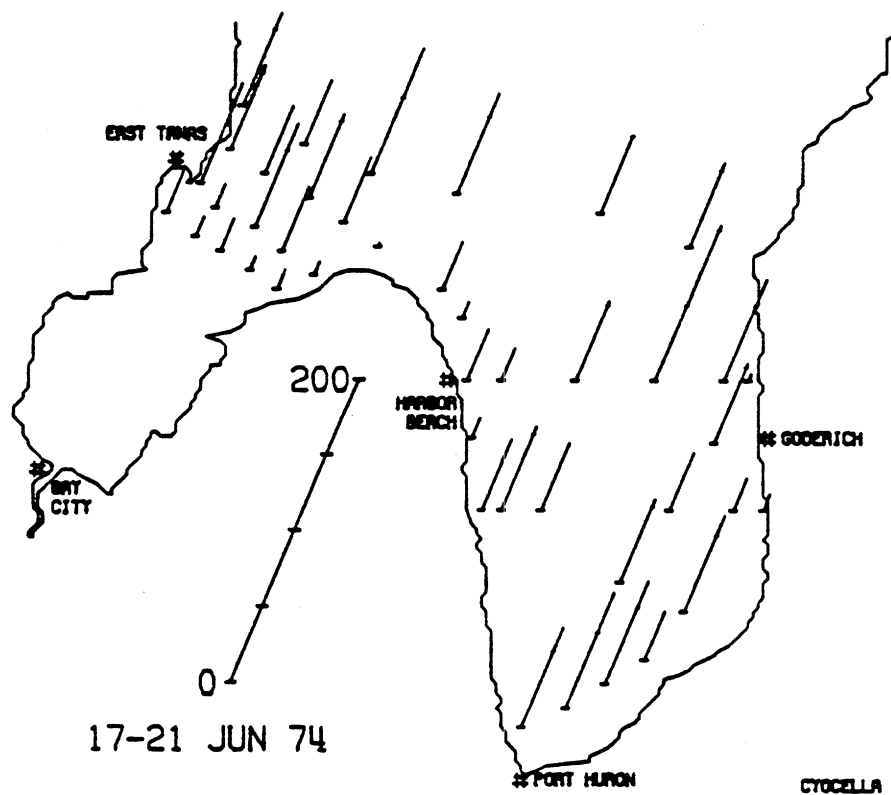 EAST TAWAS
200
HARBOR
BEACH
GODERICH
BAY
CITY
0
17-21 JUN 74
PORT HURON
CYOCELLA